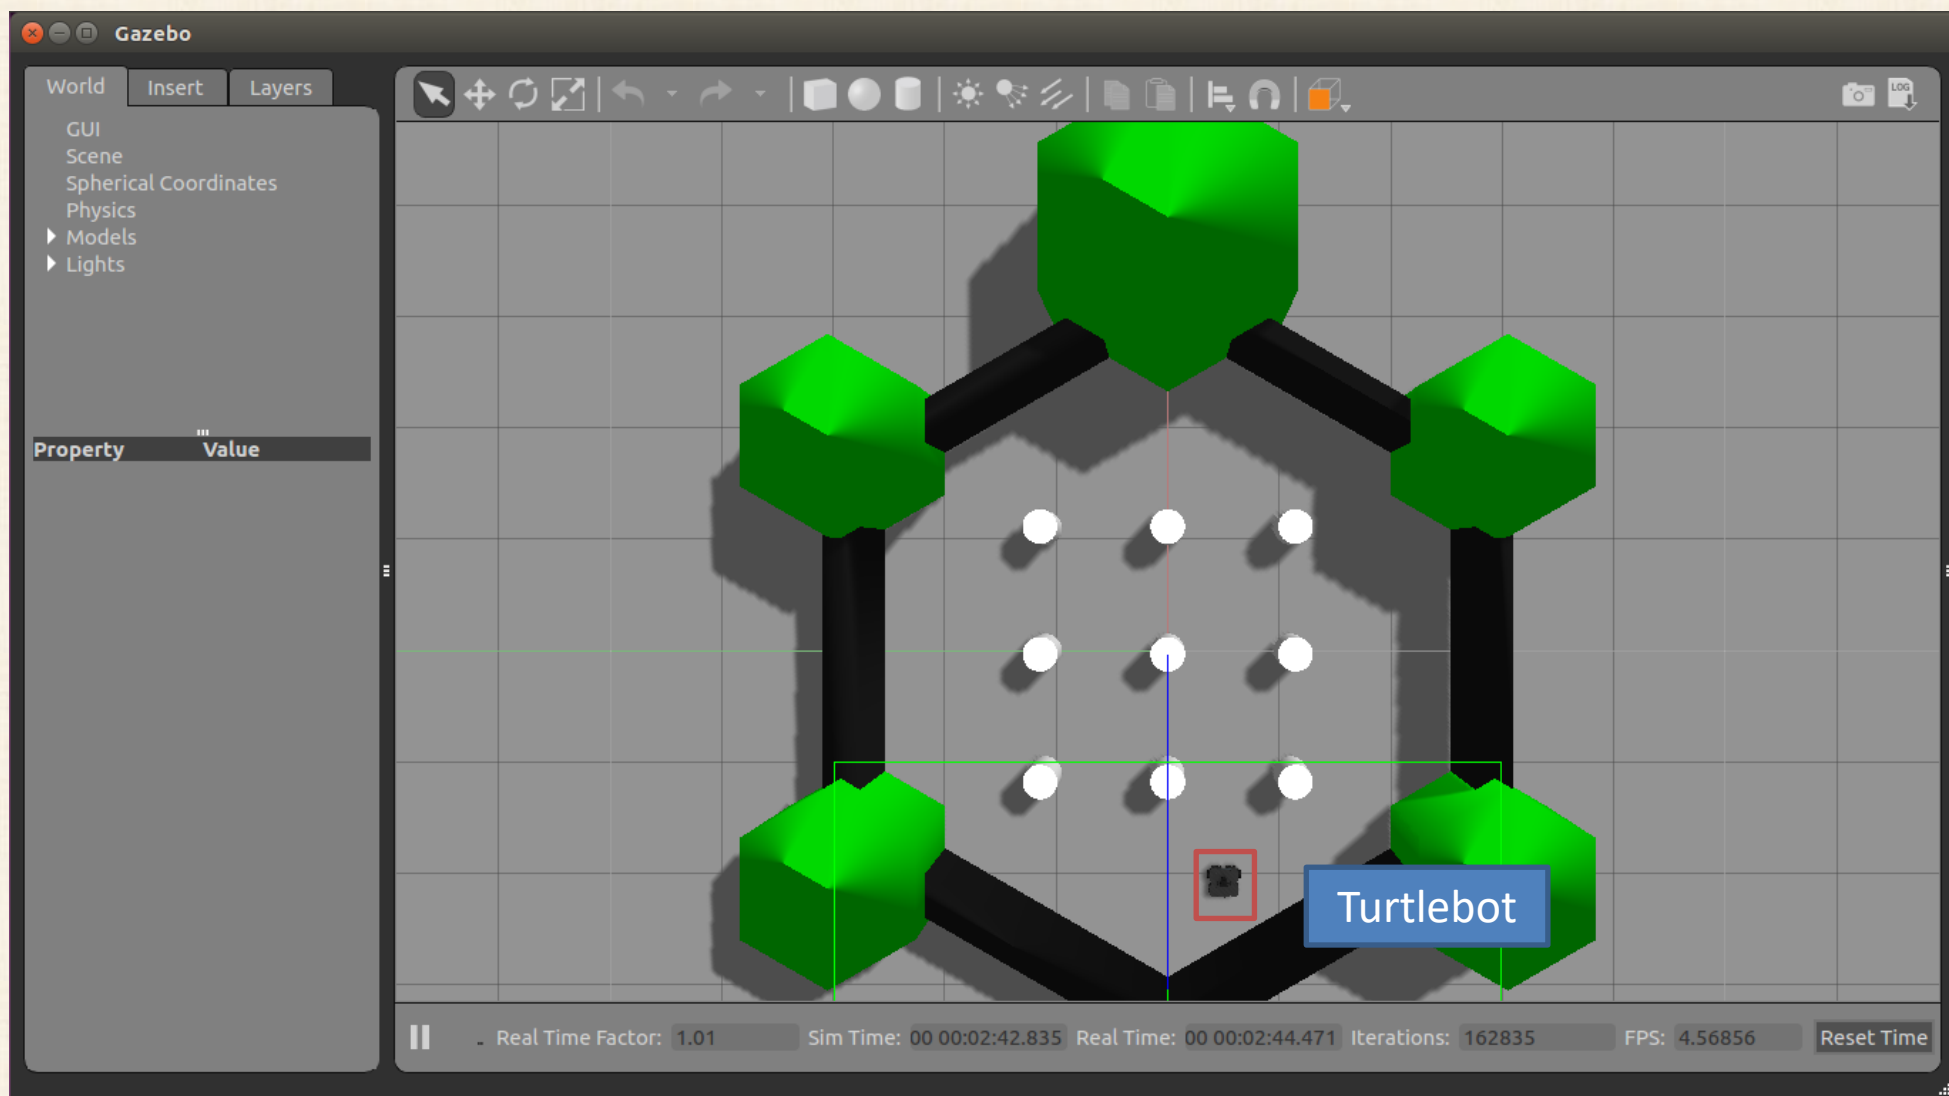 Gazebo
World Insert Layers
LOG
GUI
Scene
Spherical Coordinates
Physics
Models
Lights
Property Value
Turtlebot
Real Time Factor: 1.01 Sim Time: 00 00:02:42.835 Real Time: 00 00:02:44.471 Iterations: 162835 FPS: 4.56856 Reset Time